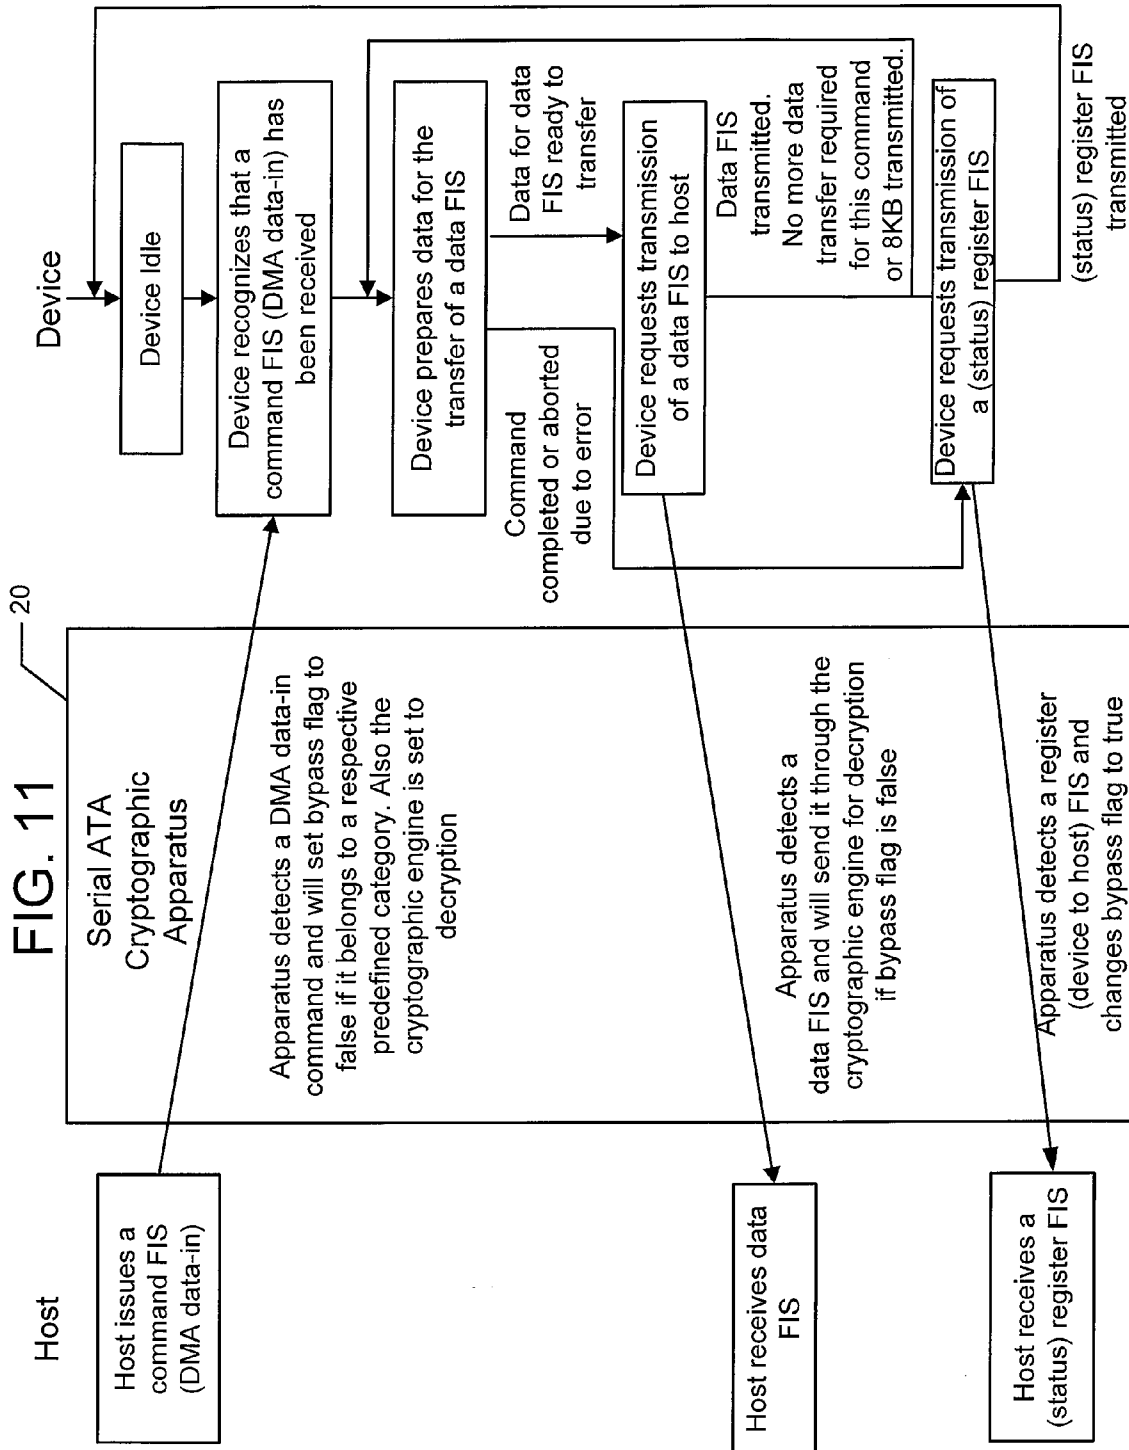 FIG. 11
20
Host
Host issues a
command FIS
(DMA data-in)
Host receives data
FIS
Host receives a
(status) register FIS
Serial ATA
Cryptographic
Apparatus
Apparatus detects a DMA data-in
command and will set bypass flag to
false if it belongs to a respective
predefined category. Also the
cryptographic engine is set to
decryption
Apparatus detects a
data FIS and will send it through the
cryptographic engine for decryption
if bypass flag is false
Apparatus detects a register
(device to host) FIS and
changes bypass flag to true
Device
Device Idle
Device recognizes that a
command FIS (DMA data-in) has
been received
Device prepares data for the
transfer of a data FIS
Command
completed or aborted
due to error
Data for data
FIS ready to
transfer
Device requests transmission
of a data FIS to host
Data FIS
transmitted.
No more data
transfer required
for this command
or 8KB transmitted.
Device requests transmission of
a (status) register FIS
(status) register FIS
transmitted